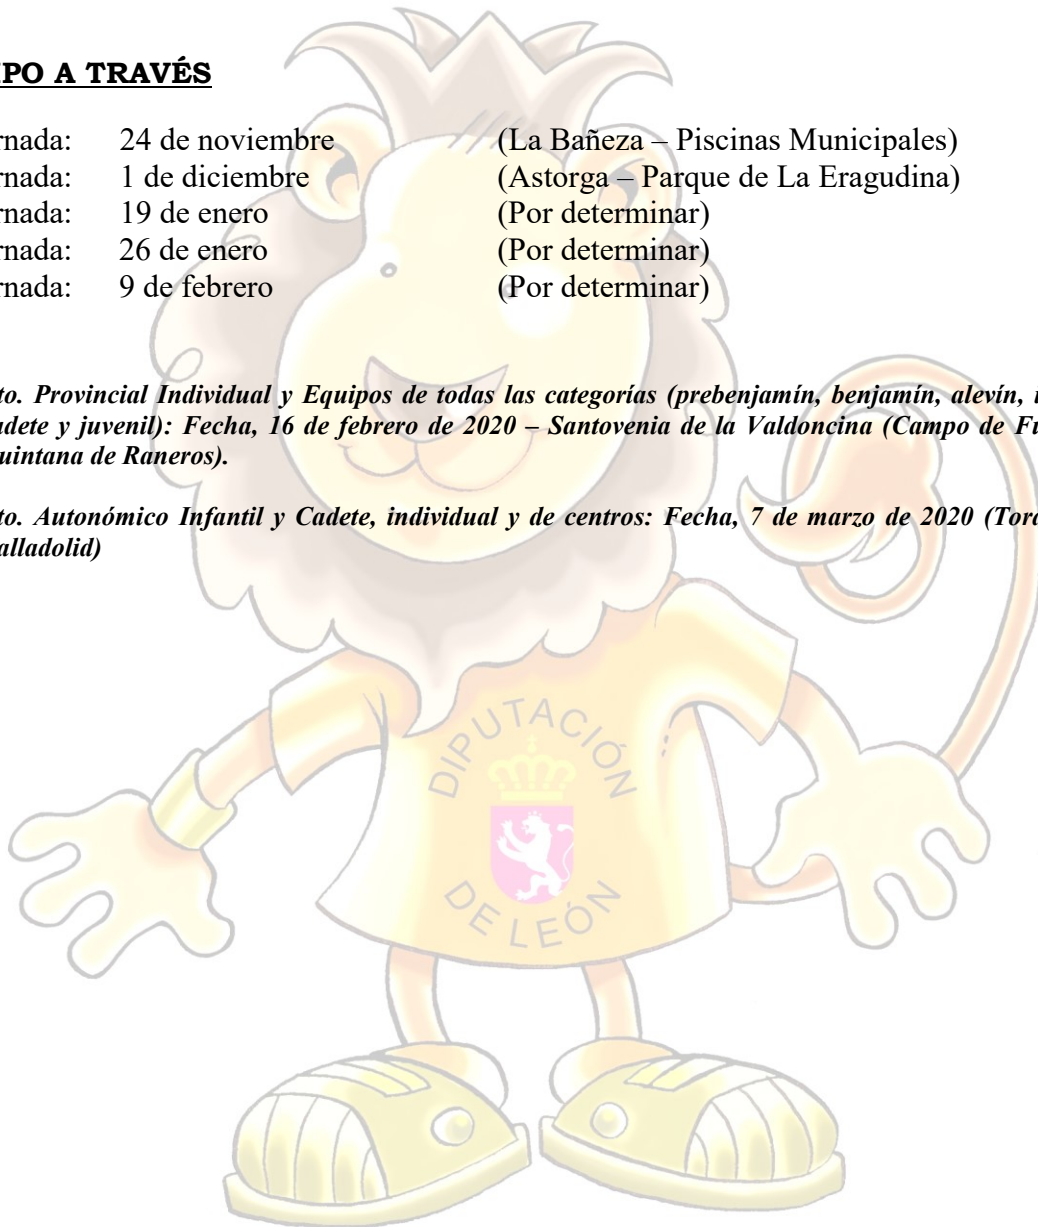 IPO A TRAVÉS
rnada: 24 de noviembre (La Bañeza – Piscinas Municipales)
rnada: 1 de diciembre (Astorga – Parque de La Eragudina)
rnada: 19 de enero (Por determinar)
rnada: 26 de enero (Por determinar)
rnada: 9 de febrero (Por determinar)
to. Provincial Individual y Equipos de todas las categorías (prebenjamín, benjamín, alevín,
adete y juvenil): Fecha, 16 de febrero de 2020 – Santovenia de la Valdoncina (Campo de
uintana de Raneros).
to. Autonómico Infantil y Cadete, individual y de centros: Fecha, 7 de marzo de 2020
alladolid)
DIPUTACIÓN
DE LEÓN